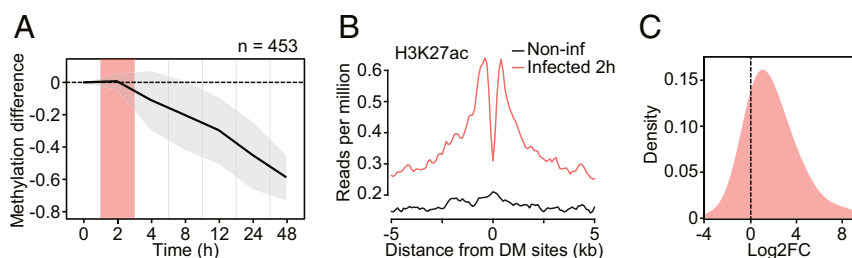 A
n = 453
Methylation difference
0
-0.2
-0.4
-0.6
-0.8
0 2 4 8 12 24 48
Time (h)
B
H3K27ac
Non-inf
Infected 2h
Reads per million
0.6
0.5
0.4
0.3
0.2
-5 0 5
Distance from DM sites (kb)
C
Density
0.15
0.10
0.05
0
-4 0 4 8
Log2FC